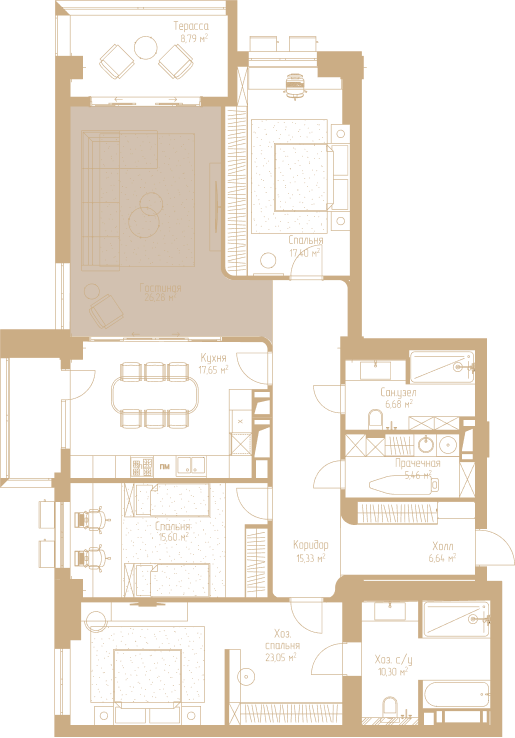 Терасса
8.79 м²
Спальня
17.40 м²
Гостиная
26.28 м²
Кухня
17.65 м²
Сан.узел
6.68 м²
Прачечная
5.46 м²
ПМ
Спальня
15.60 м²
Коридор
15.33 м²
Холл
6.64 м²
Хоз.
спальня
23.05 м²
Хоз. с/у
10.30 м²